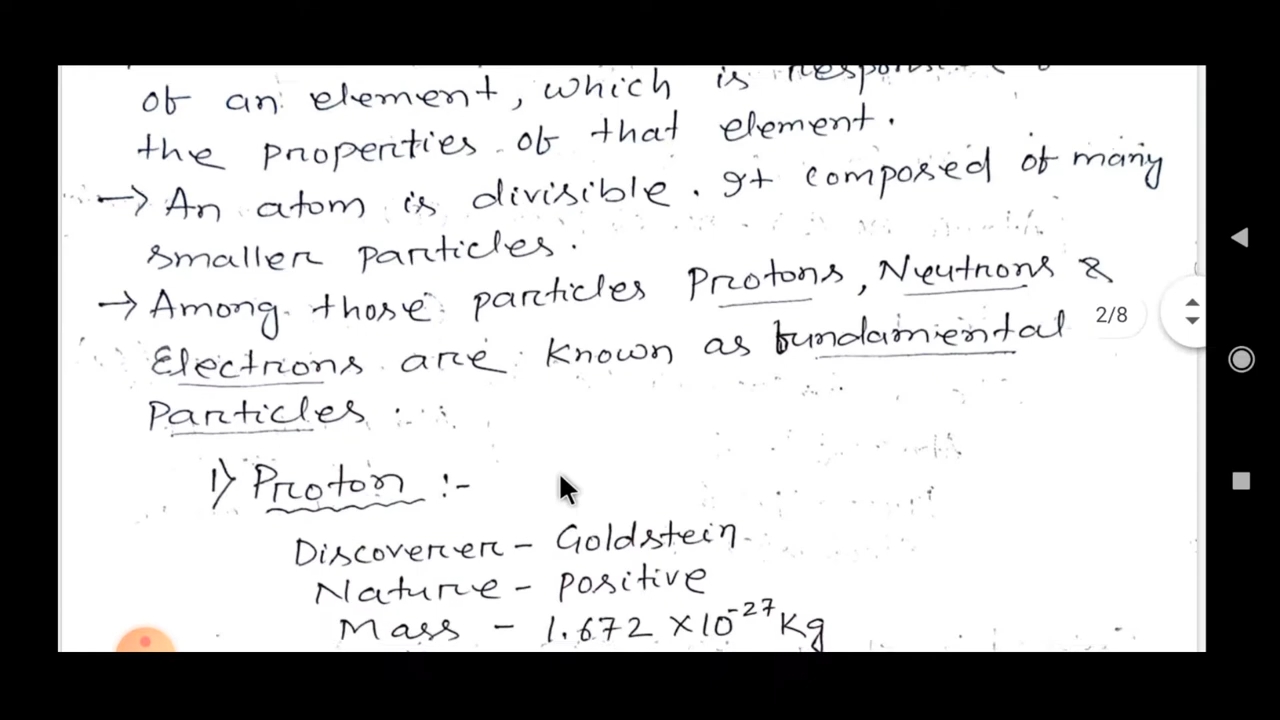 of an element, which is
the properties of that element.
→ An atom is divisible. It composed of many
smaller particles.
→ Among those particles Protons, Neutrons &
Electrons are known as fundamental
Particles :
2/8
1) Proton :-
Discoverer - Goldstein
Nature - positive
Mass - 1.672 × 10⁻²⁷ Kg